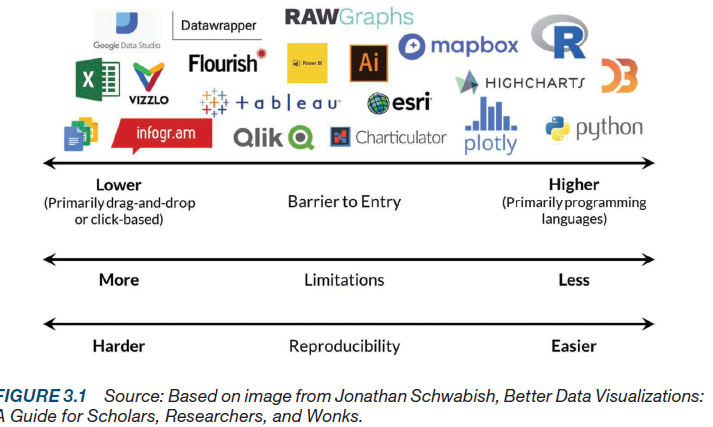 Google Data Studio
Datawrapper
RAWGraphs
mapbox
R
Flourish
Power BI
Ai
HIGHCHARTS
D3
X
VIZZLO
+ a b l e a u
esri
infogr.am
Qlik
Charticulator
plotly
python
Lower
(Primarily drag-and-drop
or click-based)
Barrier to Entry
Higher
(Primarily programming
languages)
More
Limitations
Less
Harder
Reproducibility
Easier
FIGURE 3.1 Source: Based on image from Jonathan Schwabish, Better Data Visualizations:
A Guide for Scholars, Researchers, and Wonks.